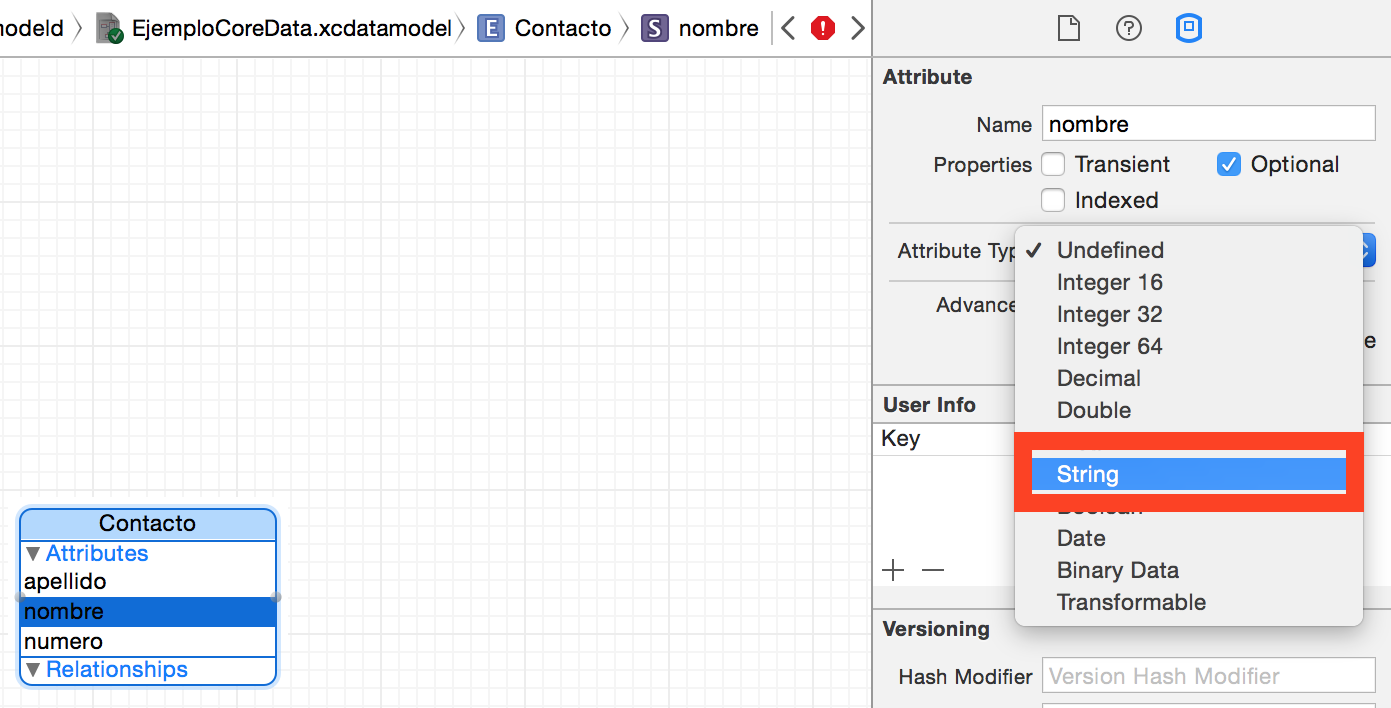 modeld EjemploCoreData.xcdatamodel E Contacto S nombre
Attribute
Name nombre
Properties Transient Optional
Indexed
Attribute Typ Undefined
Integer 16
Advance
Integer 32
Integer 64
e
Decimal
User Info
Double
Key
String
Boolean
Date
Binary Data
Transformable
Versioning
Hash Modifier Version Hash Modifier
Contacto
Attributes
apellido
nombre
numero
Relationships